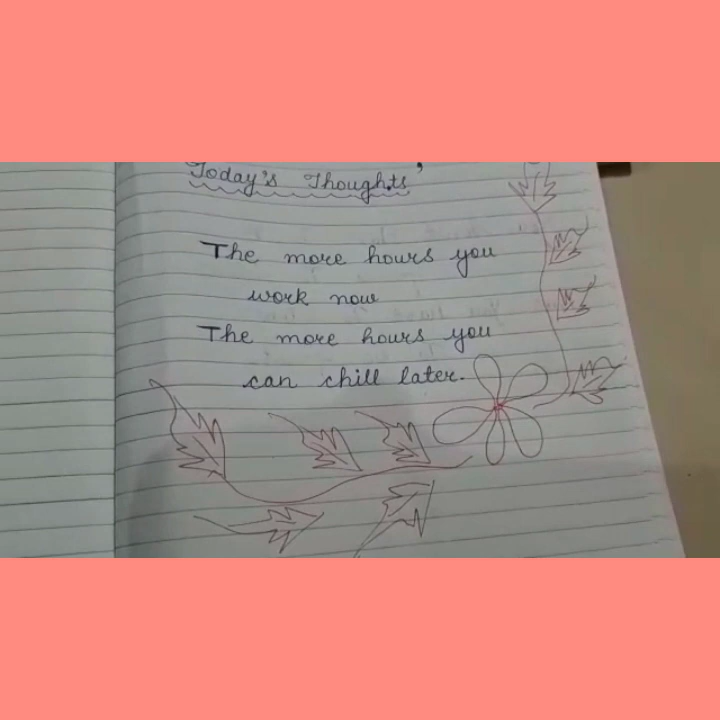 Today's Thoughts'
The more hours you
work now
The more hours you
can chill later.